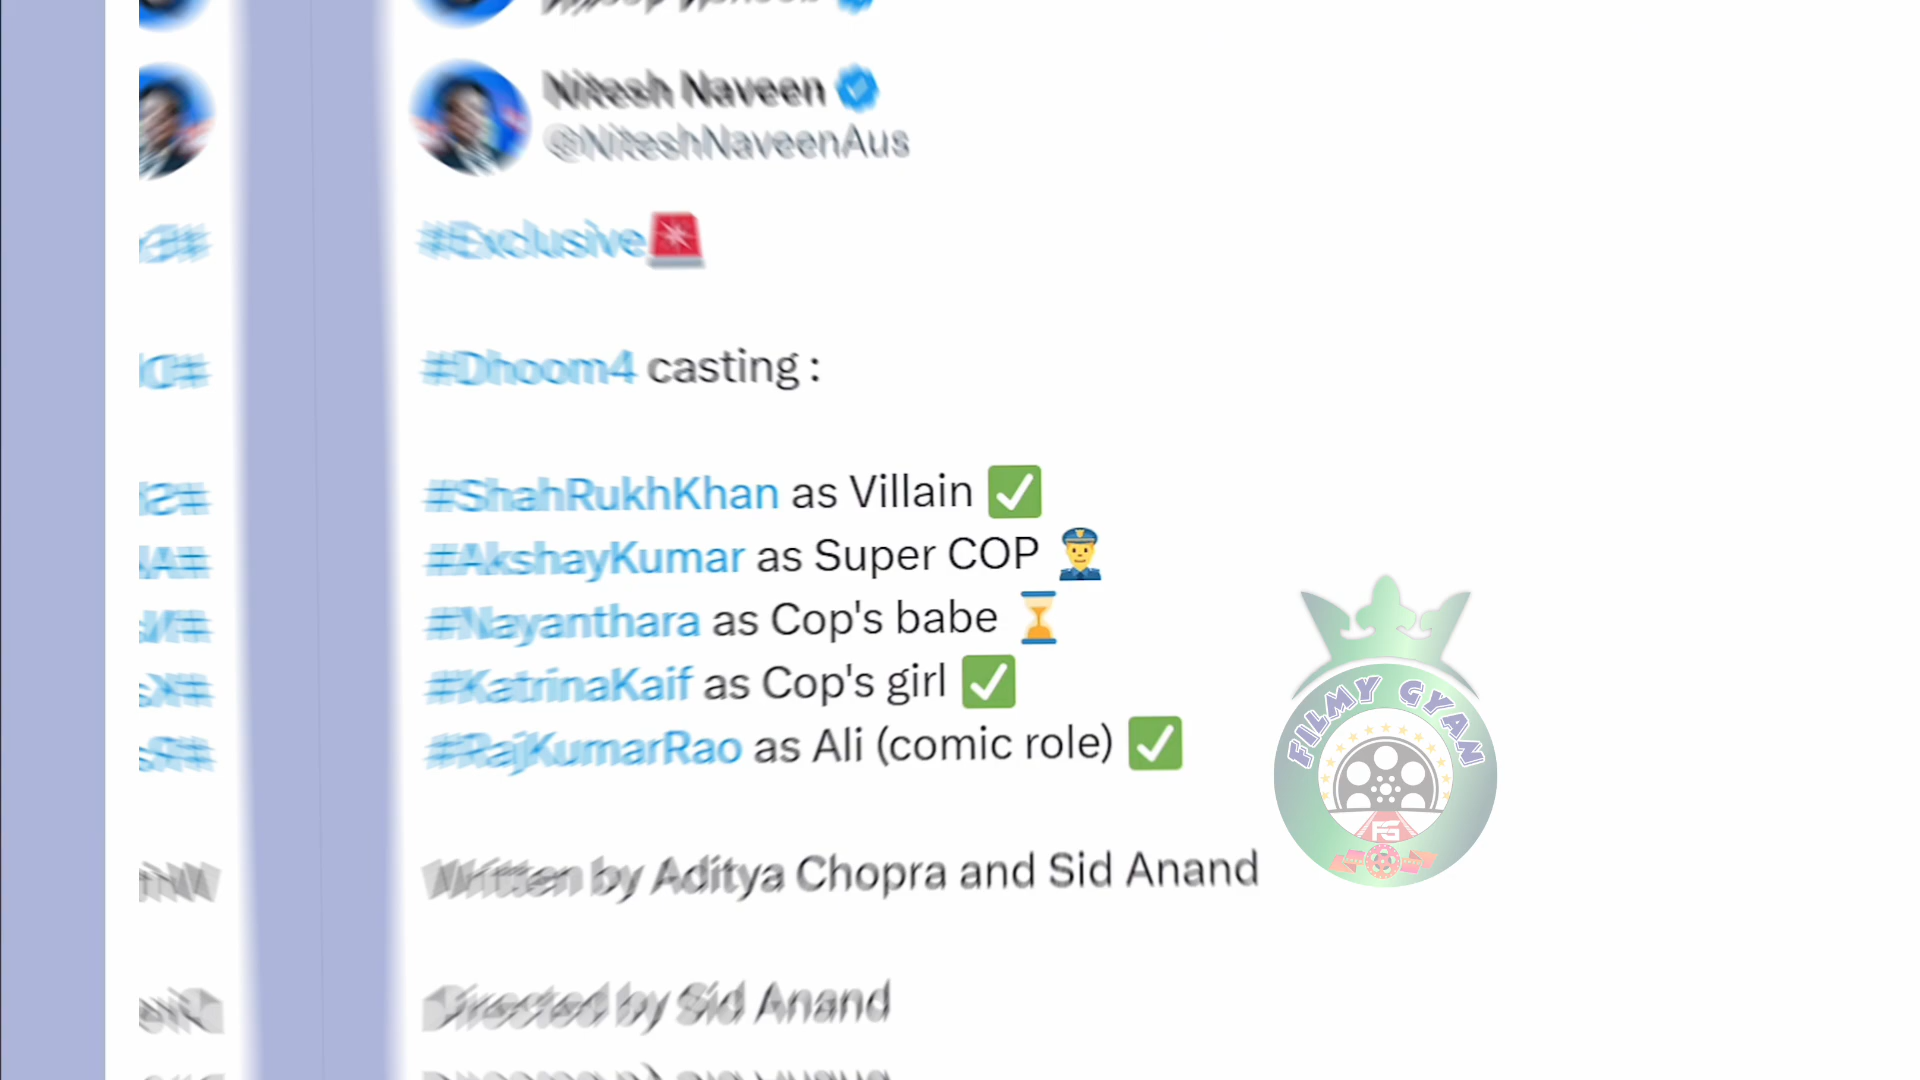 Nitesh Naveen
@NiteshNaveenAus
#Exclusive🚨
#Dhoom4 casting :
#ShahRukhKhan as Villain ✅
#AkshayKumar as Super COP 👮‍♂️
#Nayanthara as Cop's babe ⏳
#KatrinaKaif as Cop's girl ✅
#RajKumarRao as Ali (comic role) ✅
Written by Aditya Chopra and Sid Anand
Directed by Sid Anand
FILMY GYAN
FG